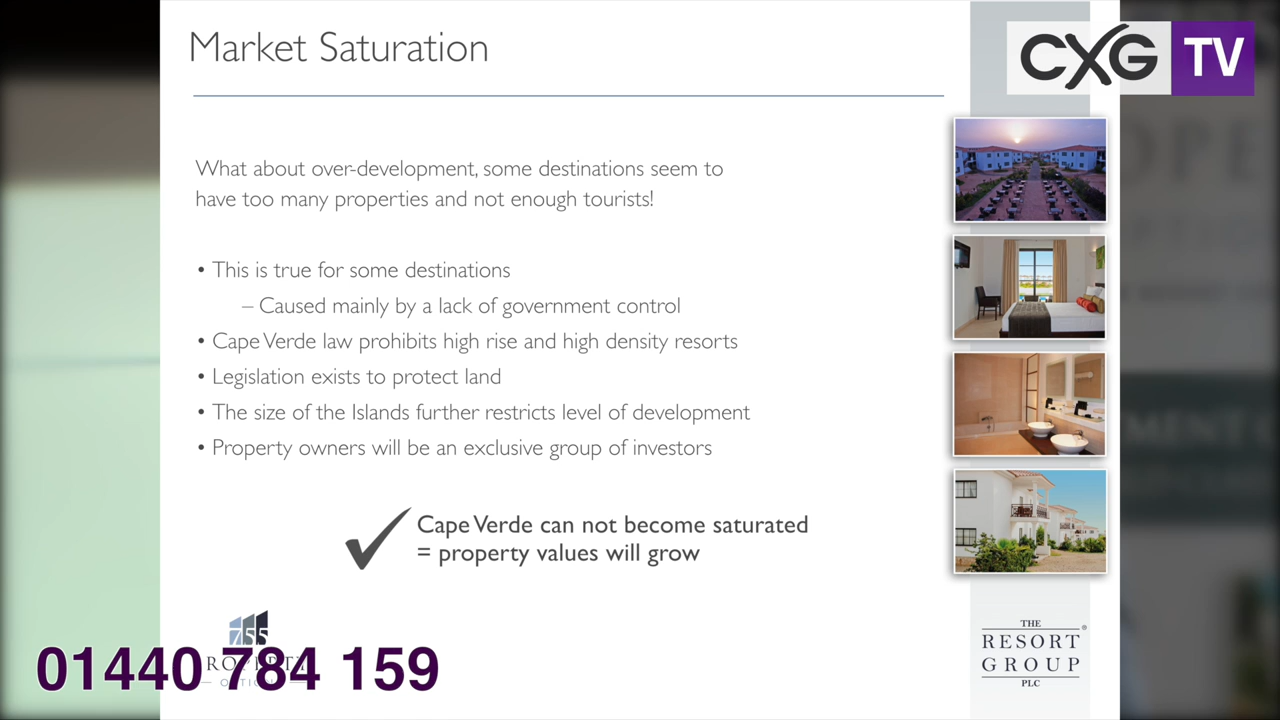 Market Saturation
CXG TV
What about over-development, some destinations seem to
have too many properties and not enough tourists!
• This is true for some destinations
– Caused mainly by a lack of government control
• Cape Verde law prohibits high rise and high density resorts
• Legislation exists to protect land
• The size of the Islands further restricts level of development
• Property owners will be an exclusive group of investors
Cape Verde can not become saturated
= property values will grow
755
01440 784 159
THE
RESORT®
GROUP
PLC